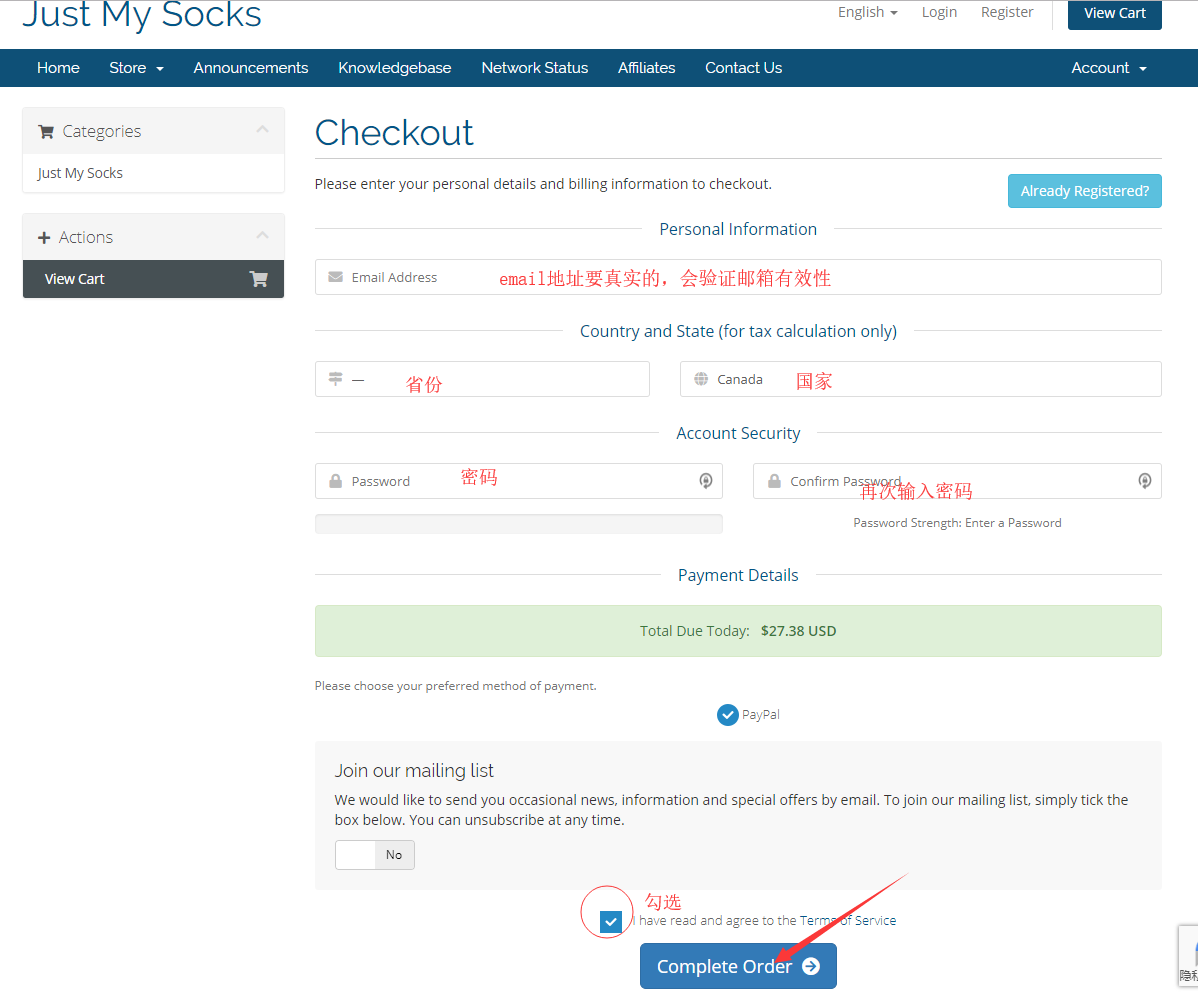 Just My Socks
English
Login
Register
View Cart
Home
Store
Announcements
Knowledgebase
Network Status
Affiliates
Contact Us
Account
Categories
Just My Socks
Actions
View Cart
Checkout
Please enter your personal details and billing information to checkout.
Already Registered?
Personal Information
Email Address
email地址要真实的，会验证邮箱有效性
Country and State (for tax calculation only)
—
省份
Canada
国家
Account Security
Password
密码
Confirm Password
再次输入密码
Password Strength: Enter a Password
Payment Details
Total Due Today: $27.38 USD
Please choose your preferred method of payment.
PayPal
Join our mailing list
We would like to send you occasional news, information and special offers by email. To join our mailing list, simply tick the
box below. You can unsubscribe at any time.
No
勾选
I have read and agree to the Terms of Service
Complete Order